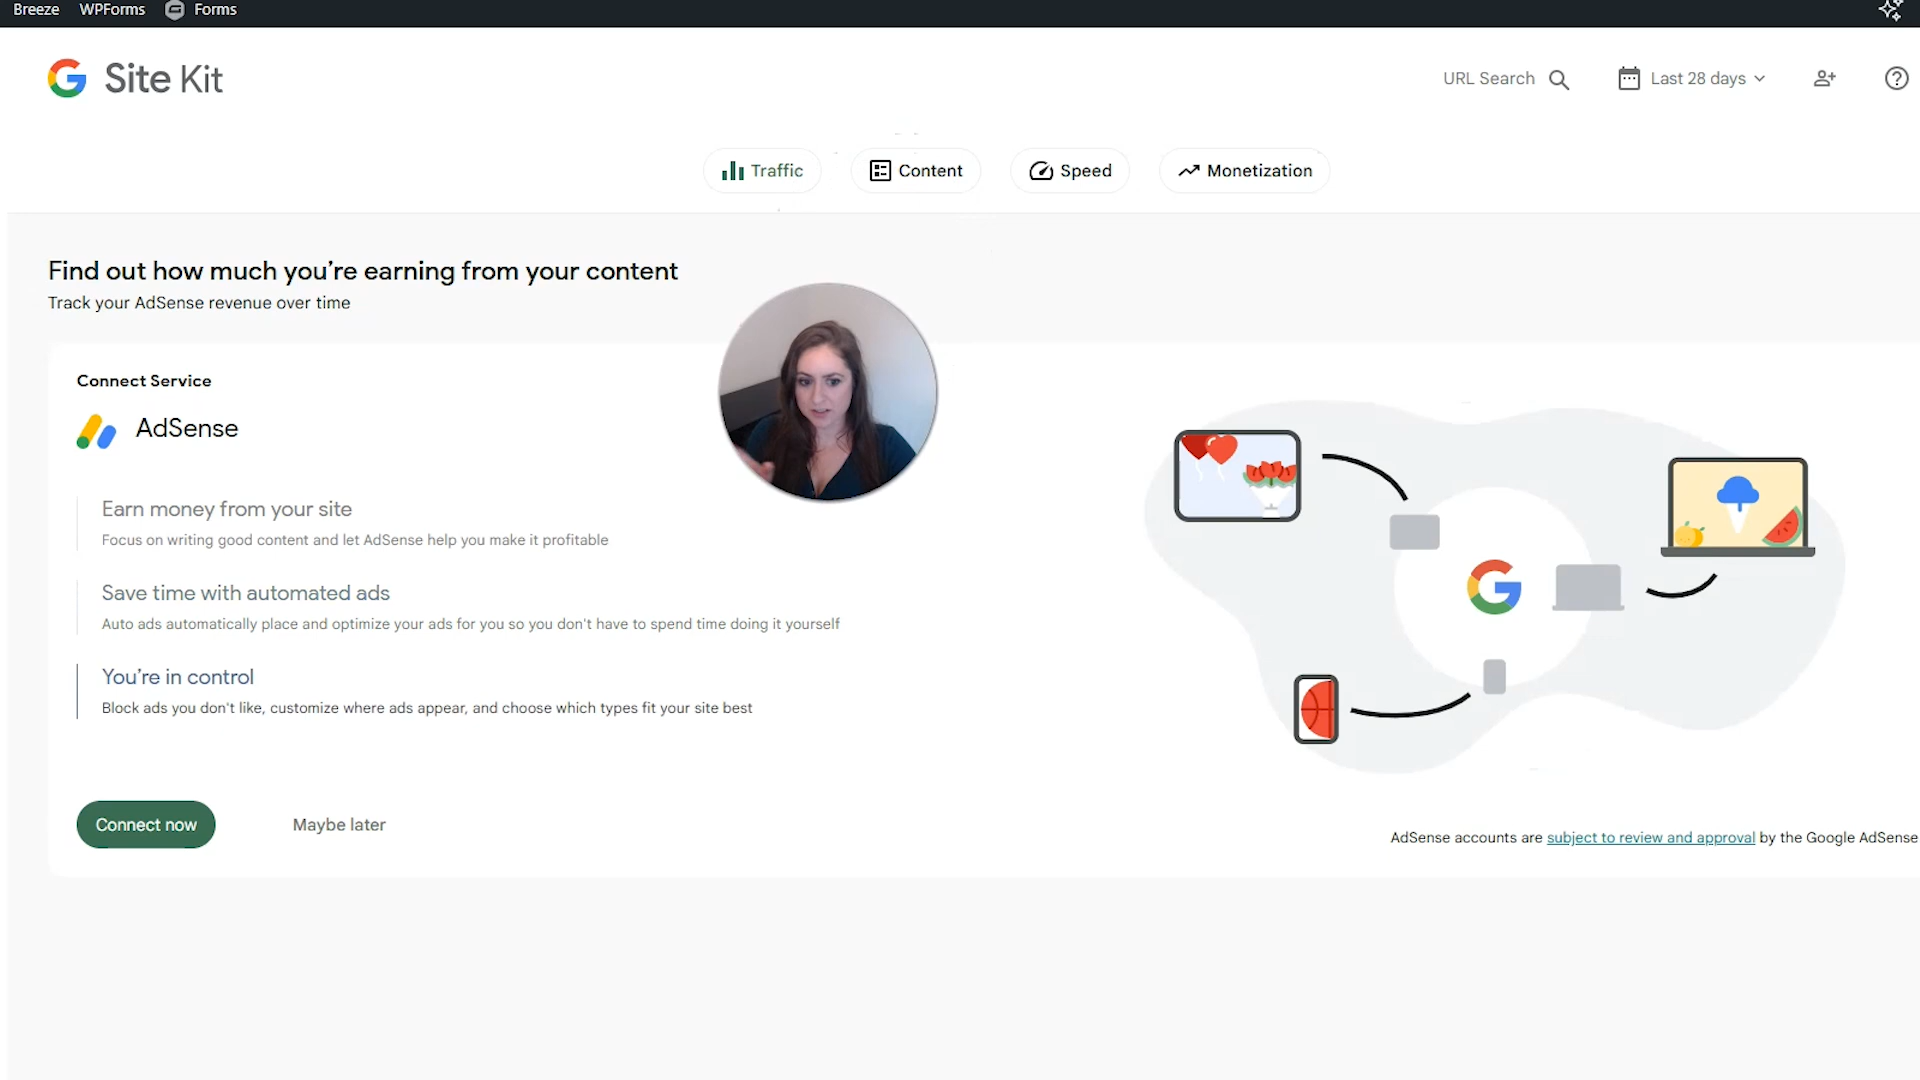 Breeze WPForms Forms
Site Kit
URL Search Last 28 days
Traffic Content Speed Monetization
Find out how much you’re earning from your content
Track your AdSense revenue over time
Connect Service
AdSense
Earn money from your site
Focus on writing good content and let AdSense help you make it profitable
Save time with automated ads
Auto ads automatically place and optimize your ads for you so you don't have to spend time doing it yourself
You’re in control
Block ads you don't like, customize where ads appear, and choose which types fit your site best
Connect now Maybe later
AdSense accounts are subject to review and approval by the Google AdSense